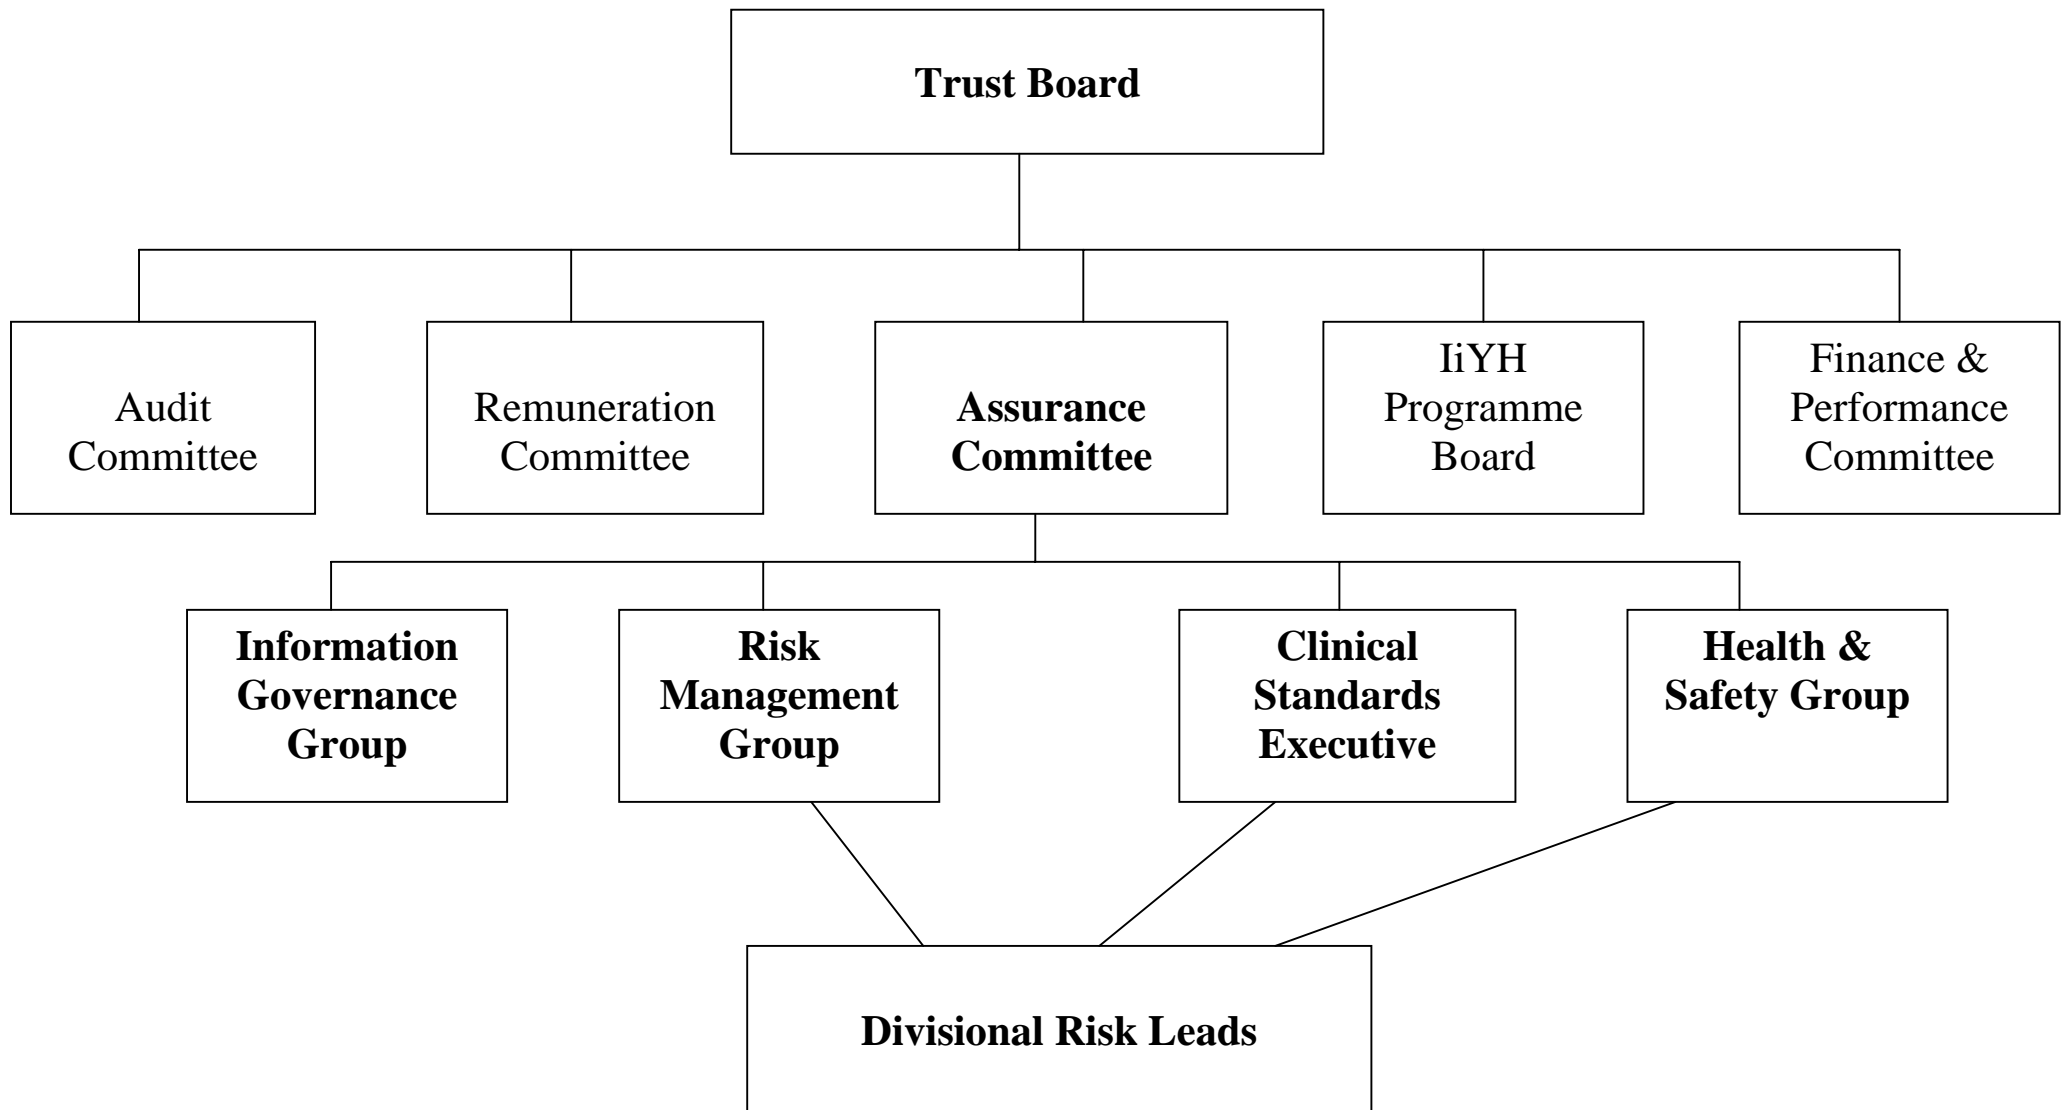 Trust Board
Audit
Committee
Remuneration
Committee
Assurance
Committee
IiYH
Programme
Board
Finance &
Performance
Committee
Information
Governance
Group
Risk
Management
Group
Clinical
Standards
Executive
Health &
Safety Group
Divisional Risk Leads